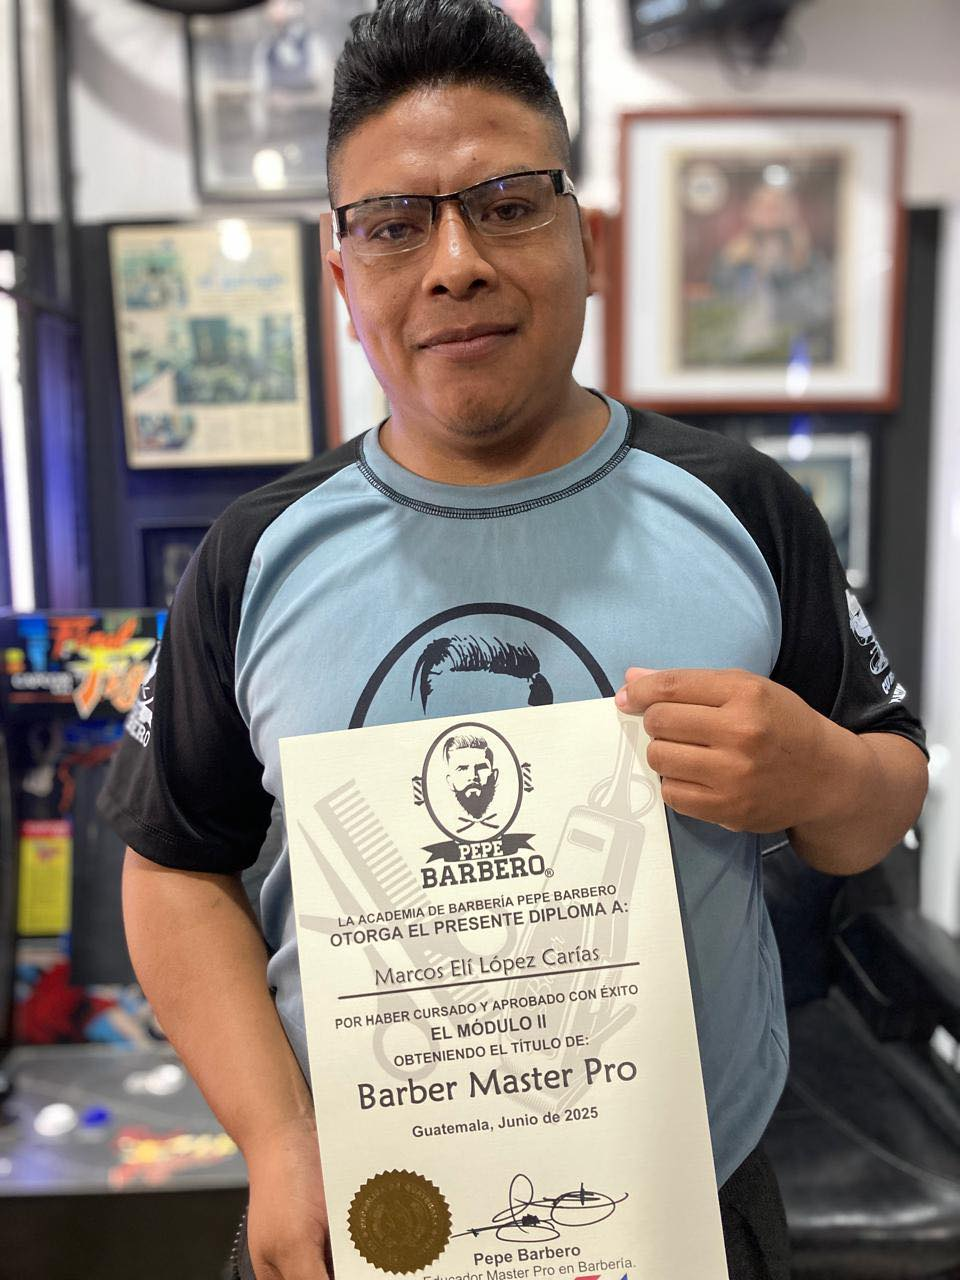 PEPE
BARBERO®
LA ACADEMIA DE BARBERÍA PEPE BARBERO
OTORGA EL PRESENTE DIPLOMA A:
Marcos Elí López Carías
POR HABER CURSADO Y APROBADO CON ÉXITO
EL MÓDULO II
OBTENIENDO EL TÍTULO DE:
Barber Master Pro
Guatemala, Junio de 2025
Pepe Barbero
Educador Master Pro en Barbería.